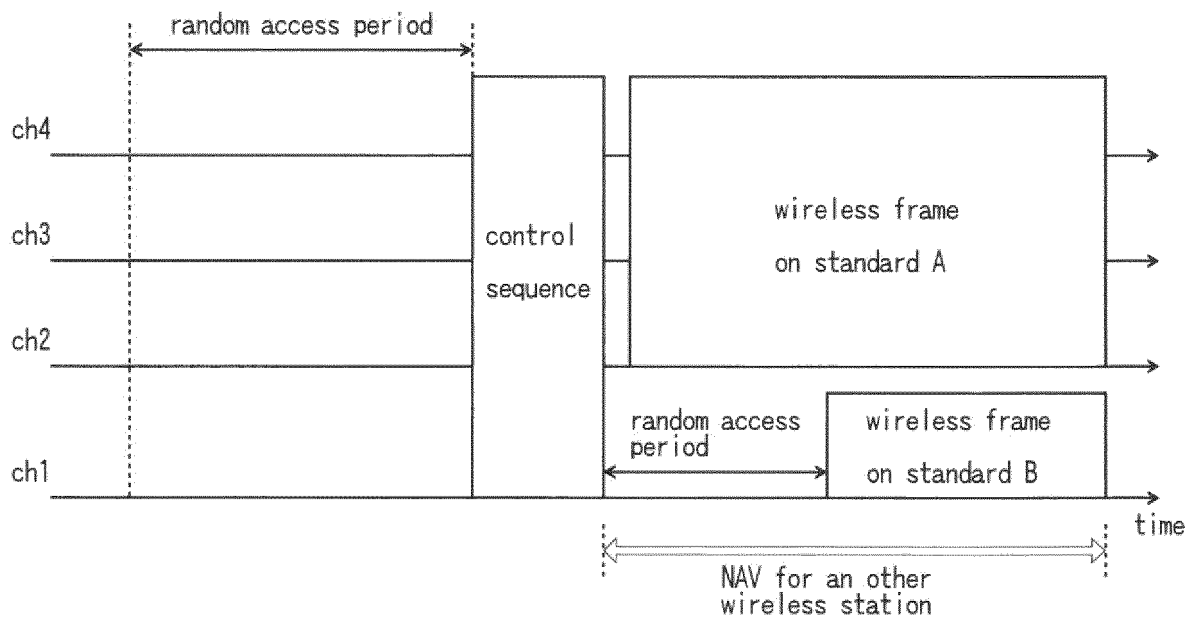 random access period
ch4
ch3
ch2
ch1
control
sequence
wireless frame
on standard A
random access
period
wireless frame
on standard B
time
NAV for an other
wireless station